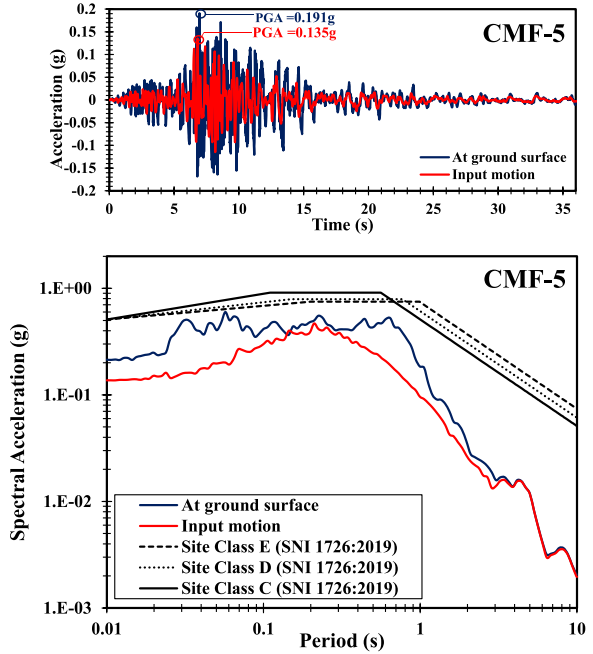 CMF-5
PGA =0.191g
PGA =0.135g
0.2
0.15
0.1
0.05
0
-0.05
-0.1
-0.15
-0.2
Acceleration (g)
At ground surface
Input motion
0 5 10 15 20 25 30 35
Time (s)
CMF-5
1.E+00
1.E-01
1.E-02
1.E-03
Spectral Acceleration (g)
At ground surface
Input motion
Site Class E (SNI 1726:2019)
Site Class D (SNI 1726:2019)
Site Class C (SNI 1726:2019)
0.01 0.1 1 10
Period (s)